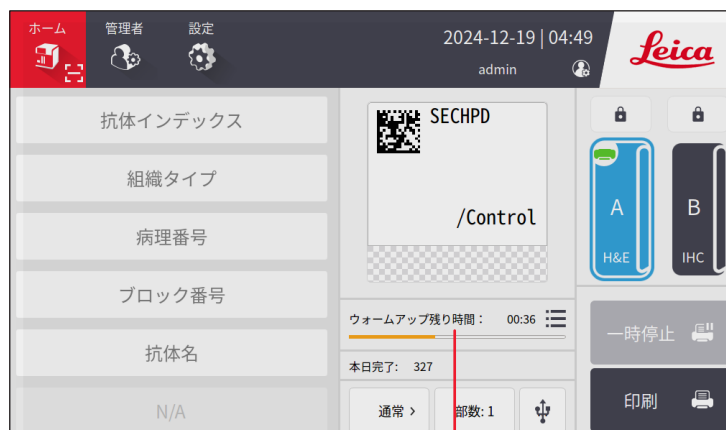 ホーム
管理者
設定
2024-12-19 | 04:49
admin
Leica
抗体インデックス
組織タイプ
病理番号
ブロック番号
抗体名
N/A
SECHPD
/Control
ウォームアップ残り時間： 00:36
本日完了: 327
通常 >
部数: 1
A
H&E
B
IHC
一時停止
印刷